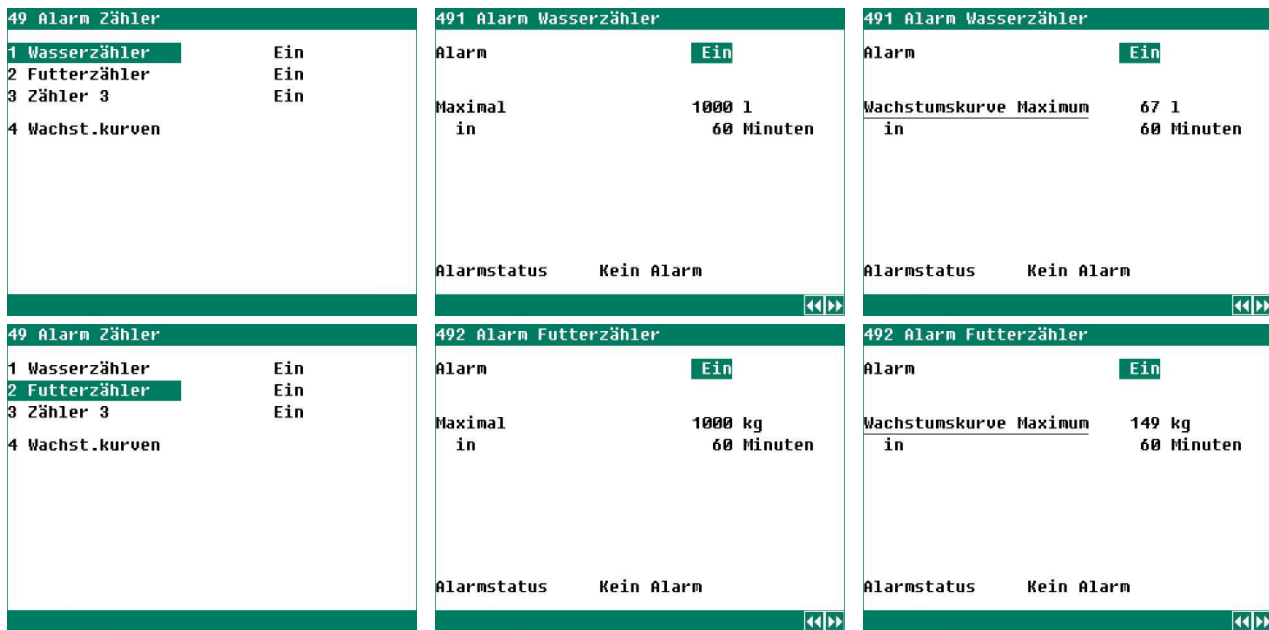 49 Alarm Zähler
1 Wasserzähler Ein
2 Futterzähler Ein
3 Zähler 3 Ein
4 Wachst.kurven
491 Alarm Wasserzähler
Alarm Ein
Maximal 1000 l
in 60 Minuten
Alarmstatus Kein Alarm
491 Alarm Wasserzähler
Alarm Ein
Wachstumskurve Maximum 67 l
in 60 Minuten
Alarmstatus Kein Alarm
49 Alarm Zähler
1 Wasserzähler Ein
2 Futterzähler Ein
3 Zähler 3 Ein
4 Wachst.kurven
492 Alarm Futterzähler
Alarm Ein
Maximal 1000 kg
in 60 Minuten
Alarmstatus Kein Alarm
492 Alarm Futterzähler
Alarm Ein
Wachstumskurve Maximum 149 kg
in 60 Minuten
Alarmstatus Kein Alarm